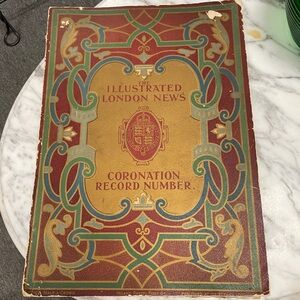 THE
ILLUSTRATED
LONDON NEWS
CORONATION
RECORD NUMBER.